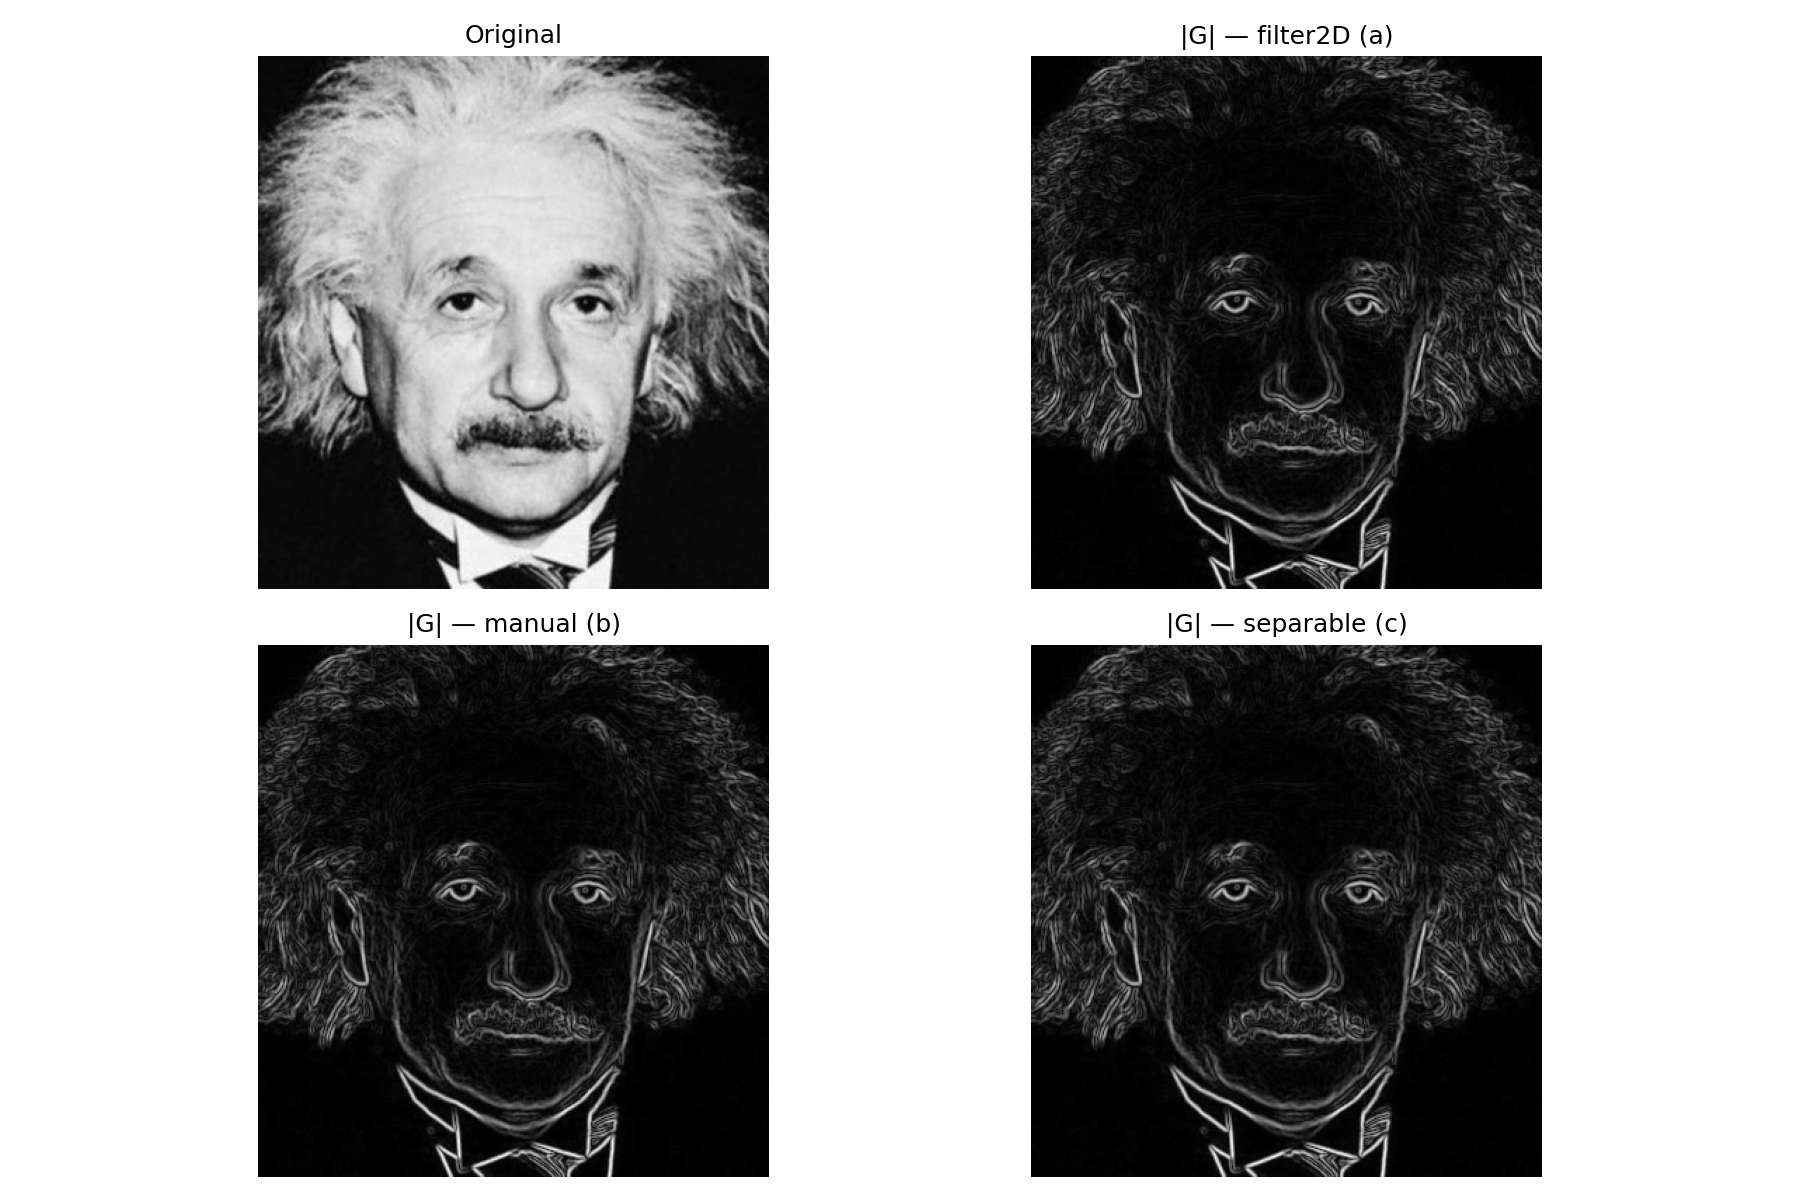 Original
|G| — filter2D (a)
|G| — manual (b)
|G| — separable (c)